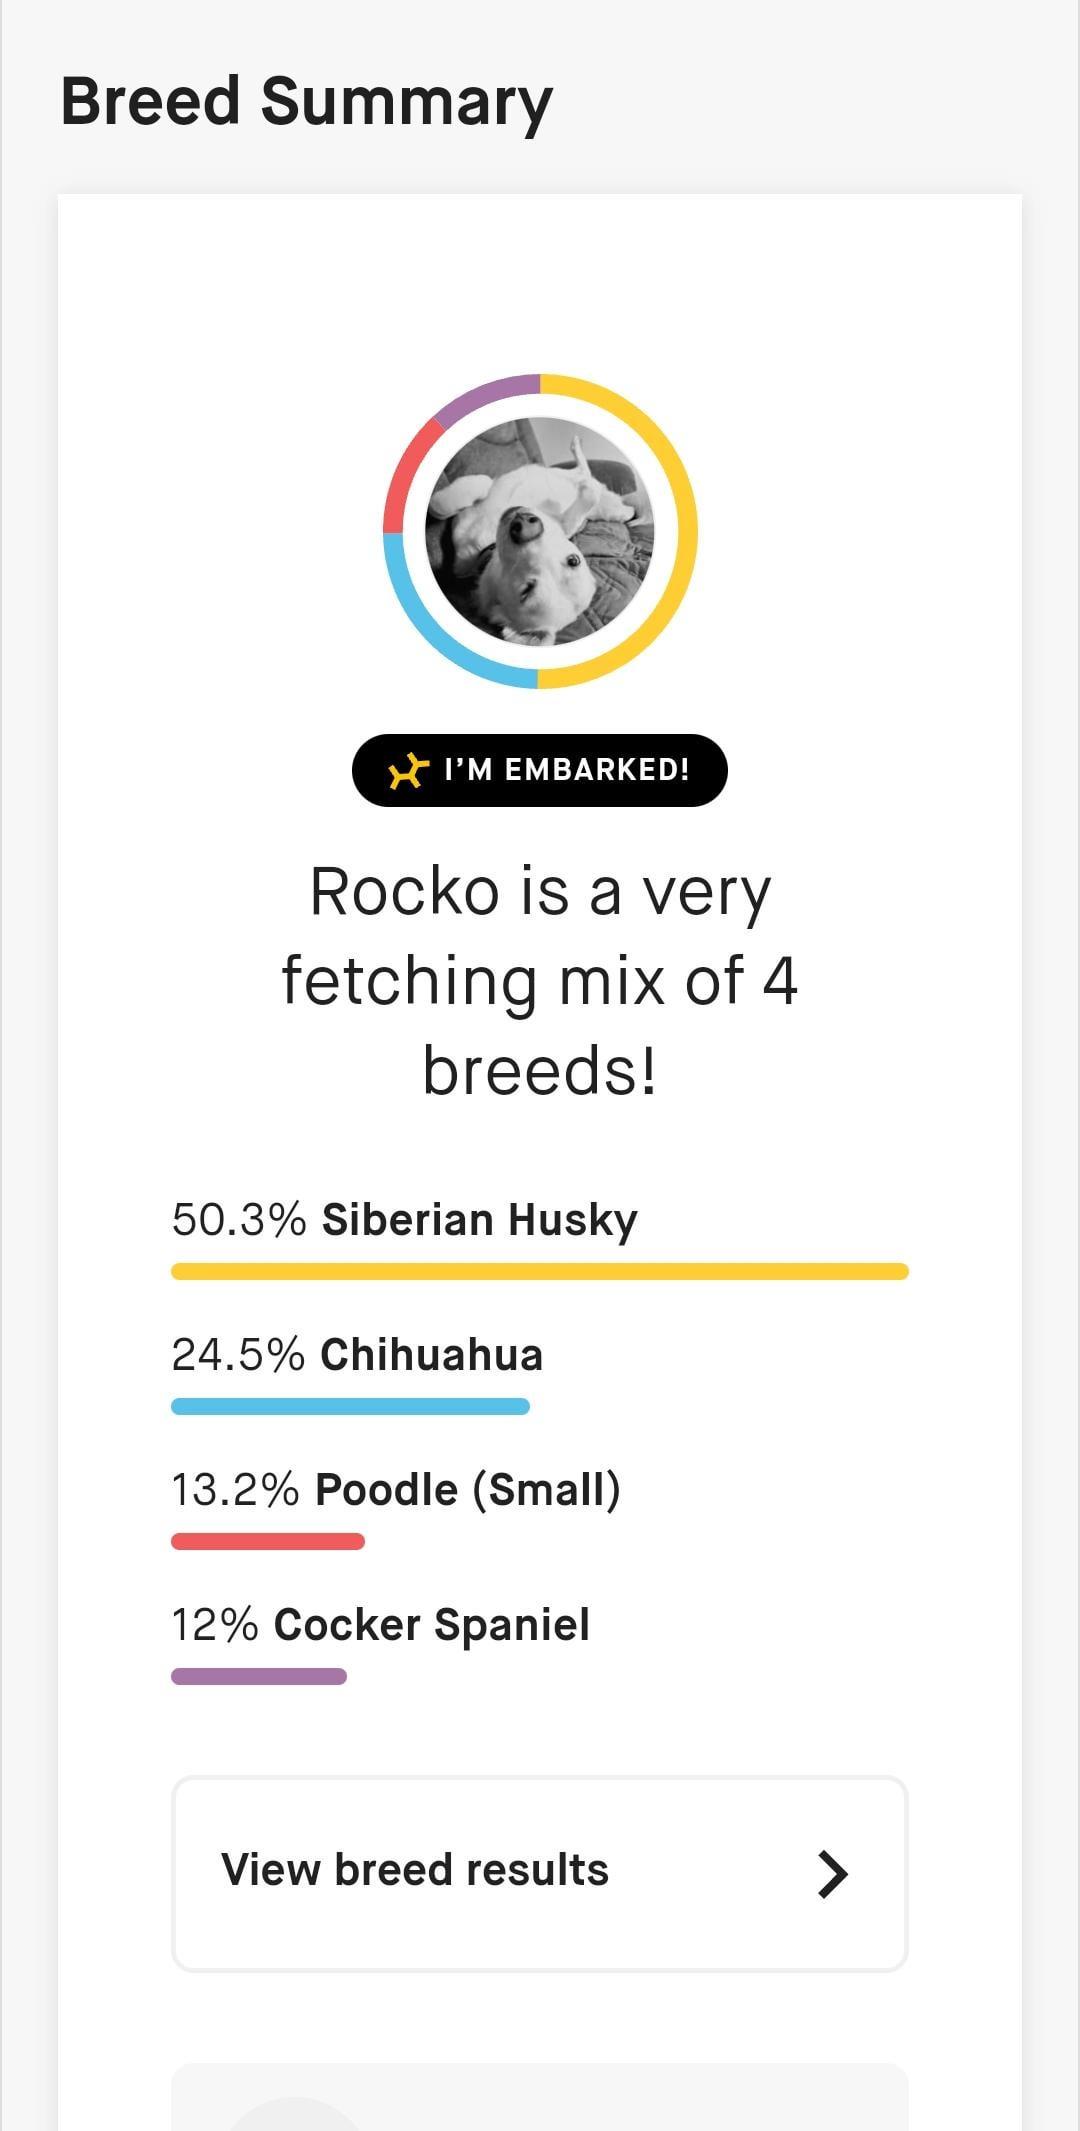 Breed Summary
I'M EMBARKED!
Rocko is a very
fetching mix of 4
breeds!
50.3% Siberian Husky
24.5% Chihuahua
13.2% Poodle (Small)
12% Cocker Spaniel
View breed results